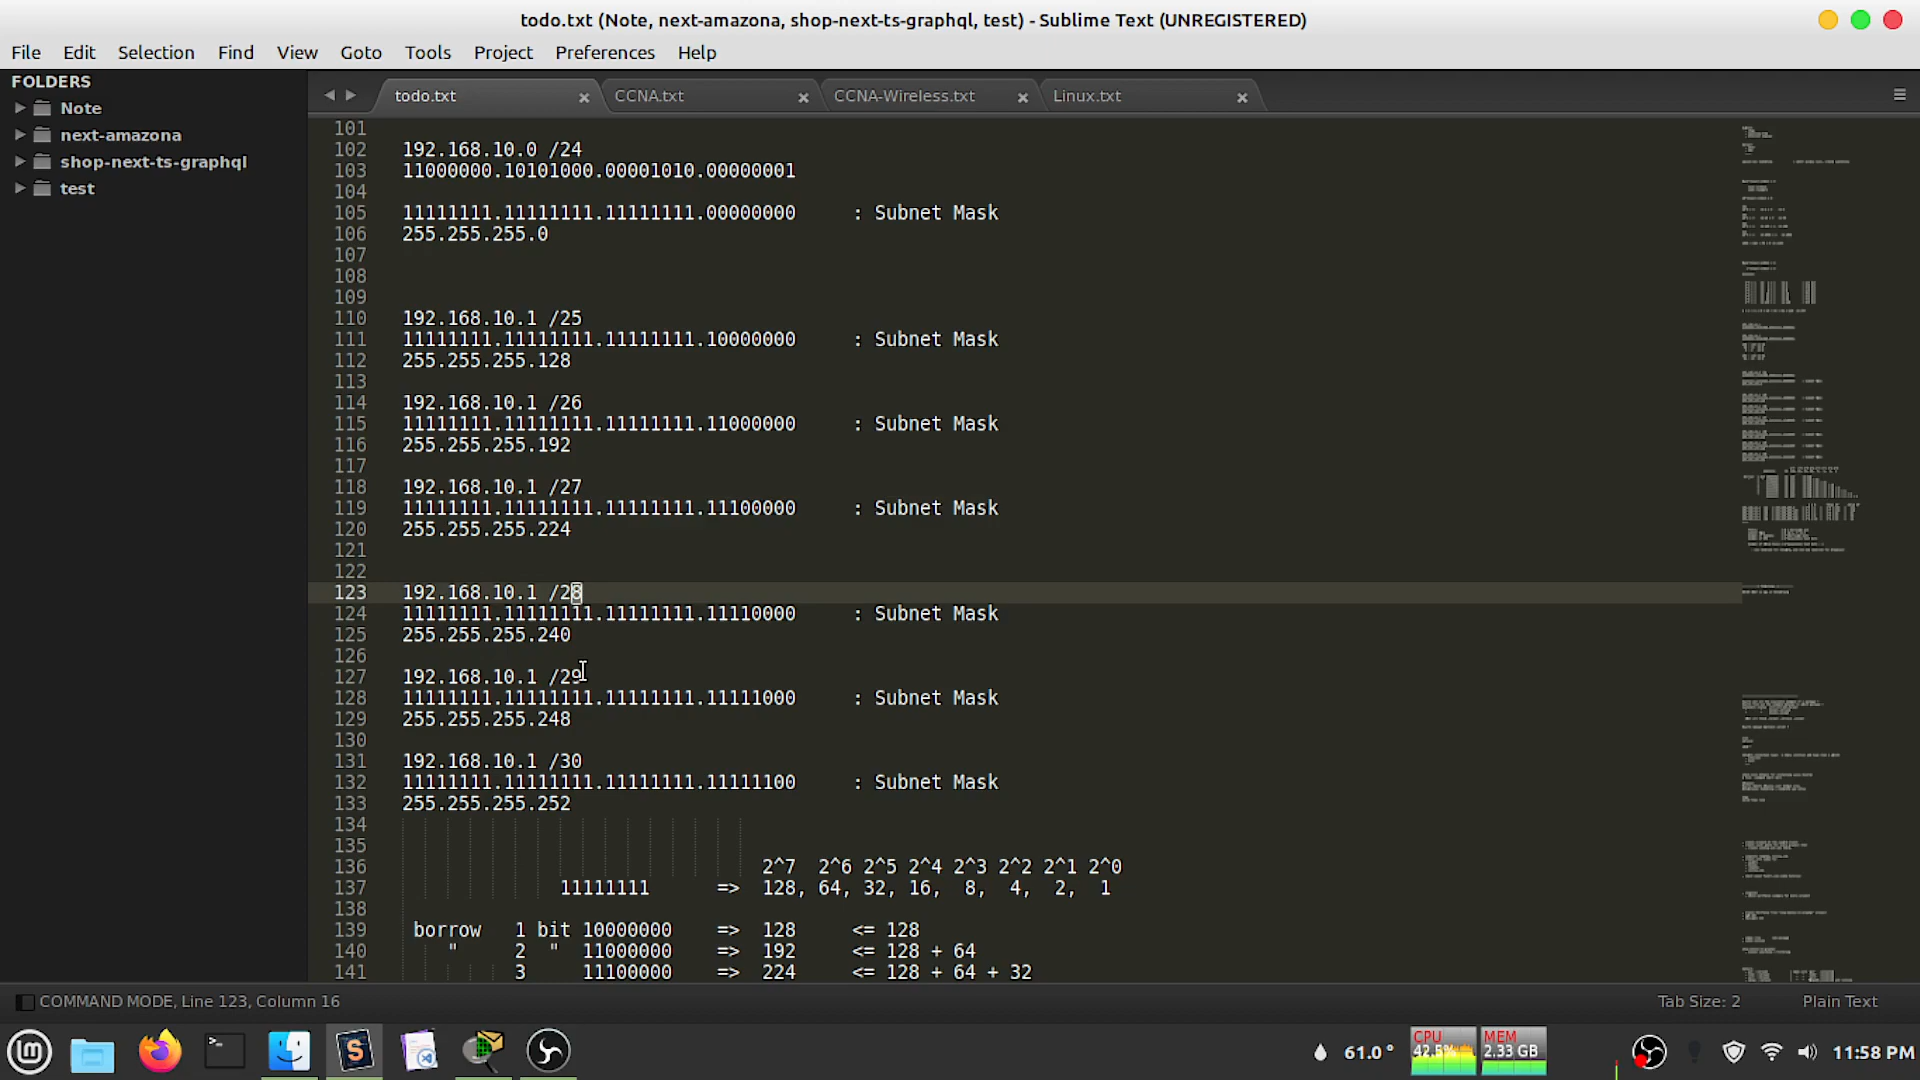 todo.txt (Note, next-amazona, shop-next-ts-graphql, test) - Sublime Text (UNREGISTERED)
File Edit Selection Find View Goto Tools Project Preferences Help
FOLDERS
Note
next-amazona
shop-next-ts-graphql
test
todo.txt CCNA.txt CCNA-Wireless.txt Linux.txt
101
102 192.168.10.0 /24
103 11000000.10101000.00001010.00000001
104
105 11111111.11111111.11111111.00000000 : Subnet Mask
106 255.255.255.0
107
108
109
110 192.168.10.1 /25
111 11111111.11111111.11111111.10000000 : Subnet Mask
112 255.255.255.128
113
114 192.168.10.1 /26
115 11111111.11111111.11111111.11000000 : Subnet Mask
116 255.255.255.192
117
118 192.168.10.1 /27
119 11111111.11111111.11111111.11100000 : Subnet Mask
120 255.255.255.224
121
122
123 192.168.10.1 /28
124 11111111.11111111.11111111.11110000 : Subnet Mask
125 255.255.255.240
126
127 192.168.10.1 /29
128 11111111.11111111.11111111.11111000 : Subnet Mask
129 255.255.255.248
130
131 192.168.10.1 /30
132 11111111.11111111.11111111.11111100 : Subnet Mask
133 255.255.255.252
134
135
136 2^7 2^6 2^5 2^4 2^3 2^2 2^1 2^0
137 11111111 => 128, 64, 32, 16, 8, 4, 2, 1
138
139 borrow 1 bit 10000000 => 128 <= 128
140 " 2 " 11000000 => 192 <= 128 + 64
141 3 11100000 => 224 <= 128 + 64 + 32
COMMAND MODE, Line 123, Column 16 Tab Size: 2 Plain Text
61.0 ° CPU 42.5% MEM 2.33 GB 11:58 PM